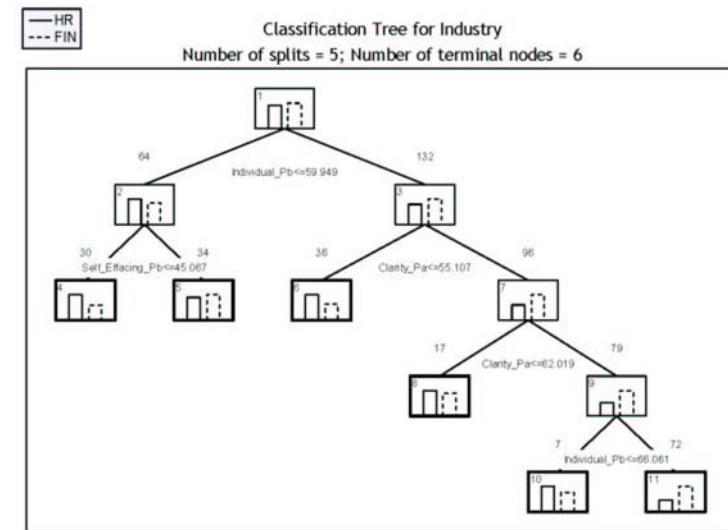 HR
FIN
Classification Tree for Industry
Number of splits = 5; Number of terminal nodes = 6
1
64 132
Individual_Pb<=59.949
2 3
30 34 36 96
Self_Effacing_Pb<=45.067 Clarity_Pa<=55.107
4 5 6 7
17 79
Clarity_Pa<=62.019
8 9
7 72
Individual_Pb<=66.061
10 11